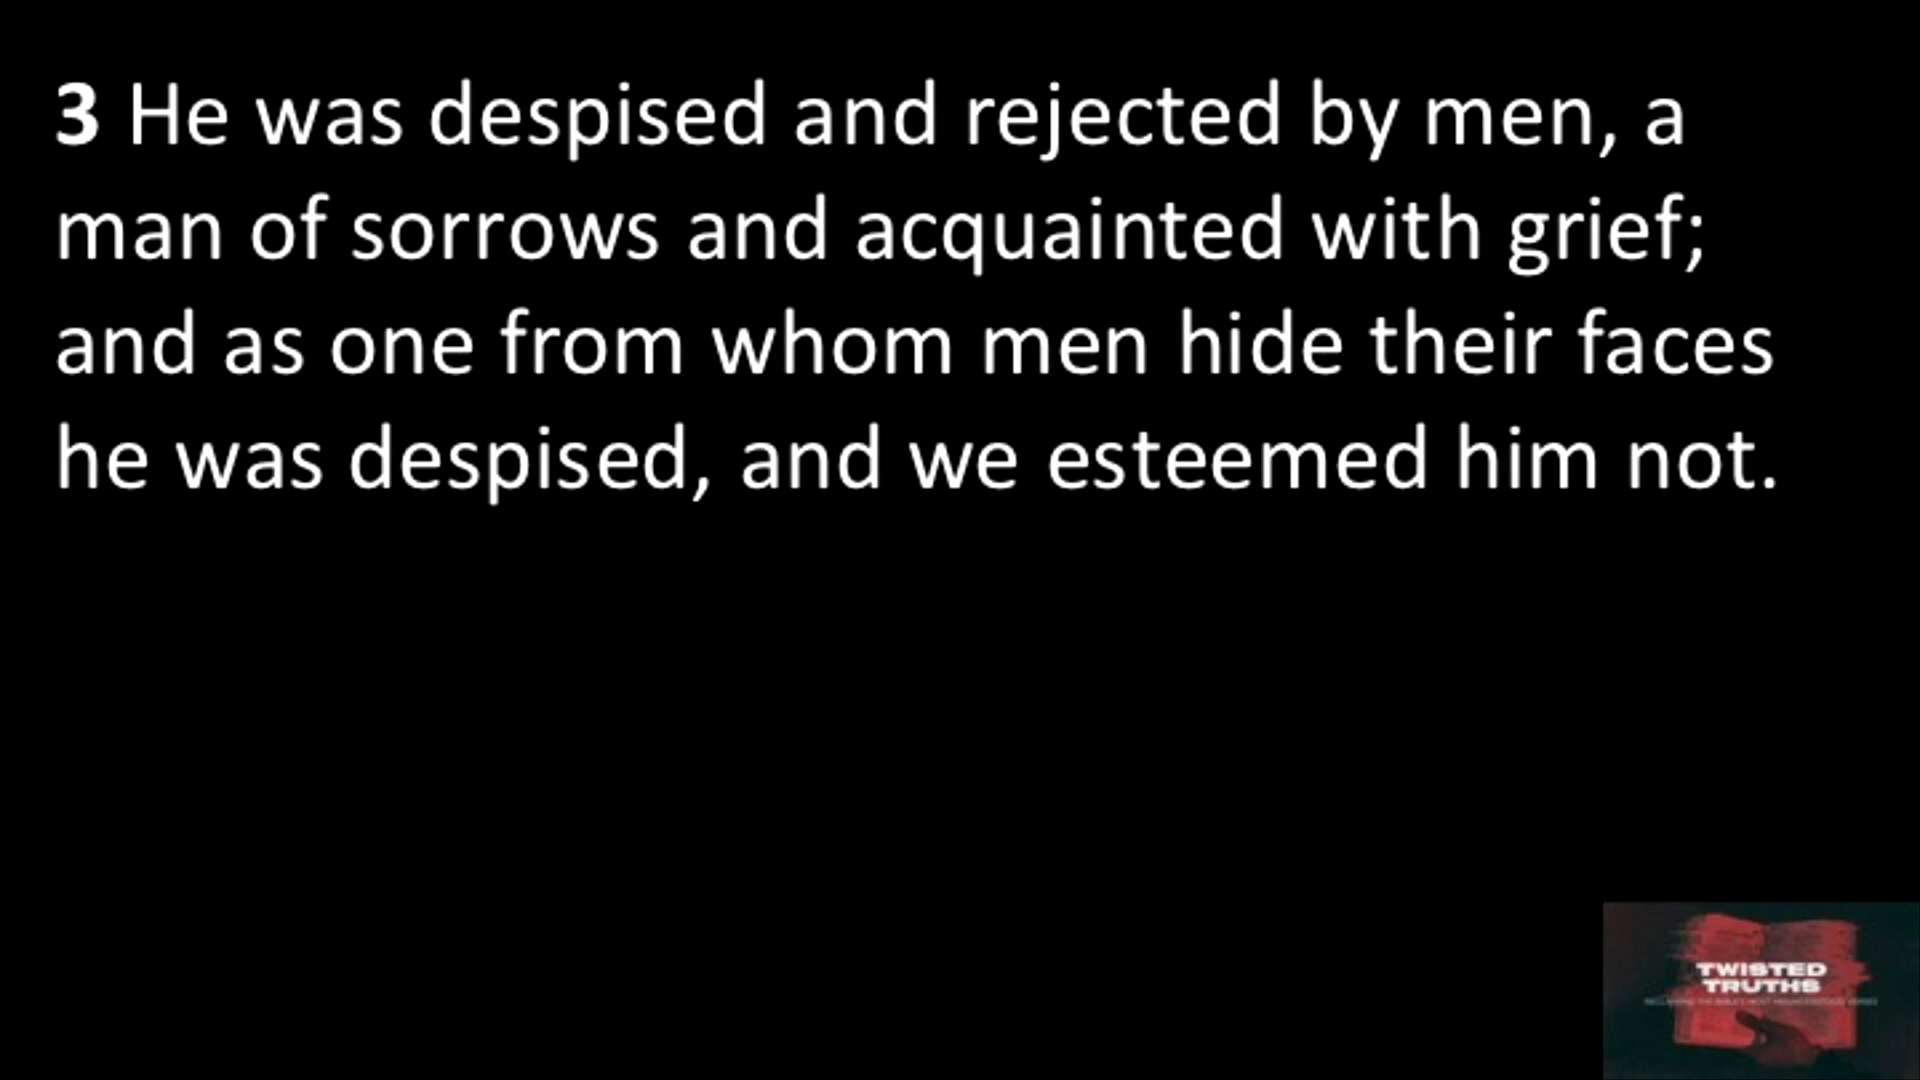 3 He was despised and rejected by men, a
man of sorrows and acquainted with grief;
and as one from whom men hide their faces
he was despised, and we esteemed him not.
TWISTED
TRUTHS